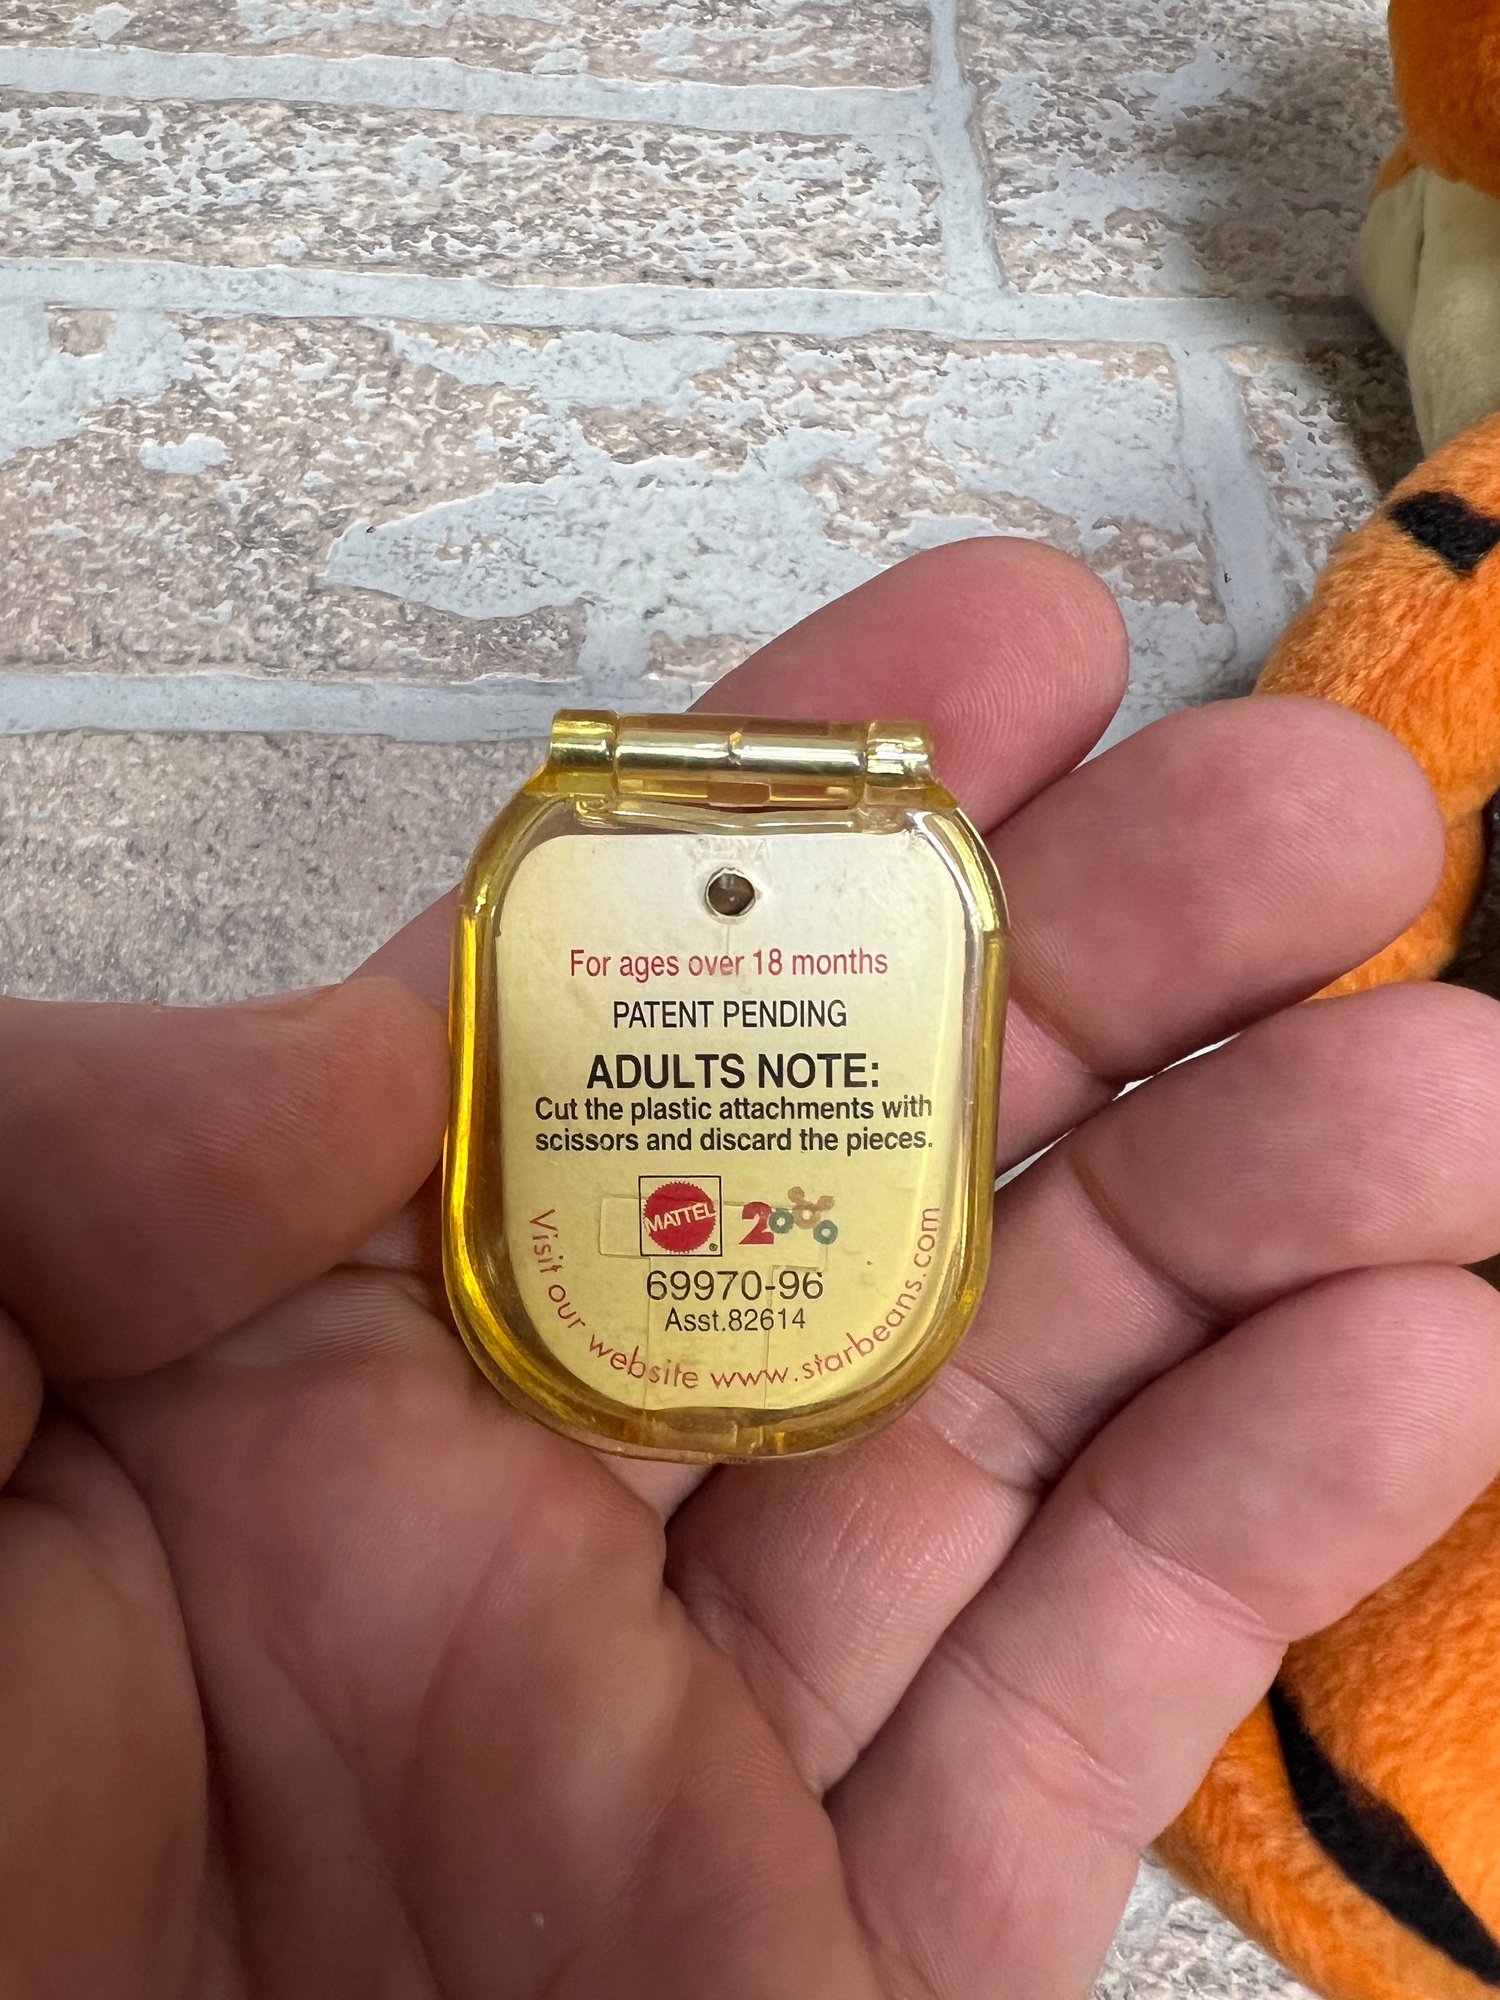 For ages over 18 months
PATENT PENDING
ADULTS NOTE:
Cut the plastic attachments with
scissors and discard the pieces.
MATTEL ®
2000
69970-96
Asst.82614
Visit our website www.starbeans.com